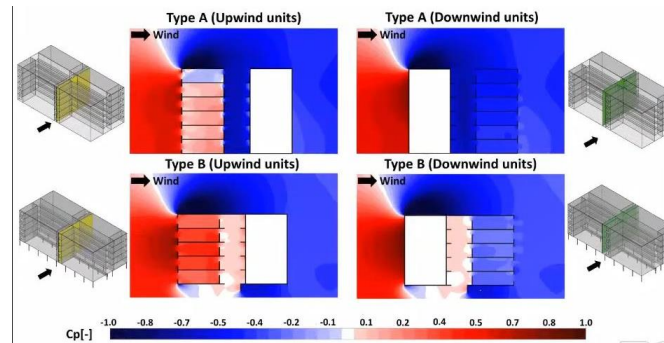 Type A (Upwind units)
Type A (Downwind units)
Wind
Wind
Type B (Upwind units)
Type B (Downwind units)
Wind
Wind
-1.0 -0.8 -0.7 -0.5 -0.4 -0.2 -0.1 0.1 0.2 0.4 0.5 0.7 0.8 1.0
Cp[-]